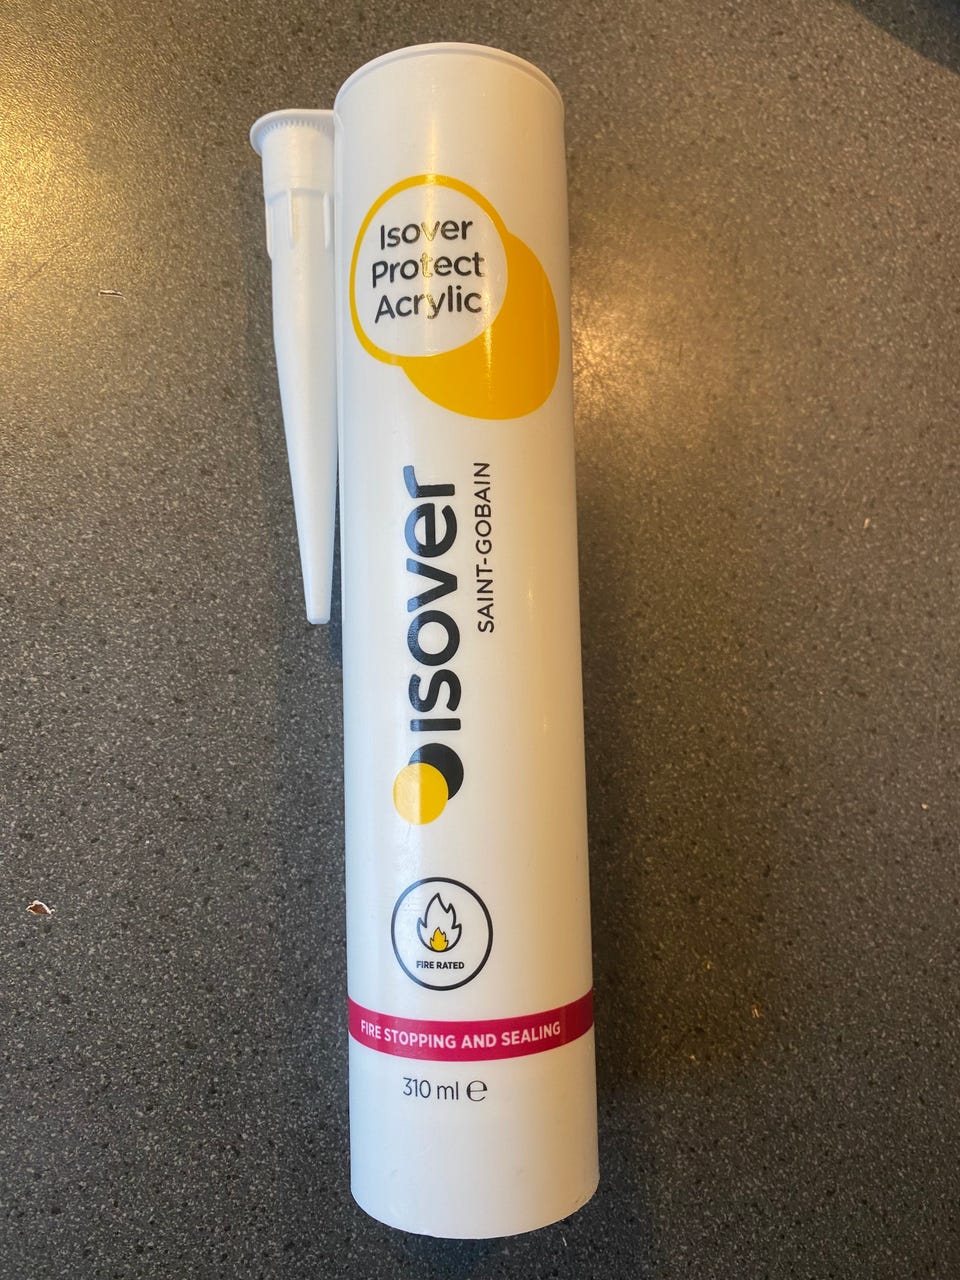 Isover
Protect
Acrylic
isover
SAINT-GOBAIN
FIRE RATED
FIRE STOPPING AND SEALING
310 ml ℮